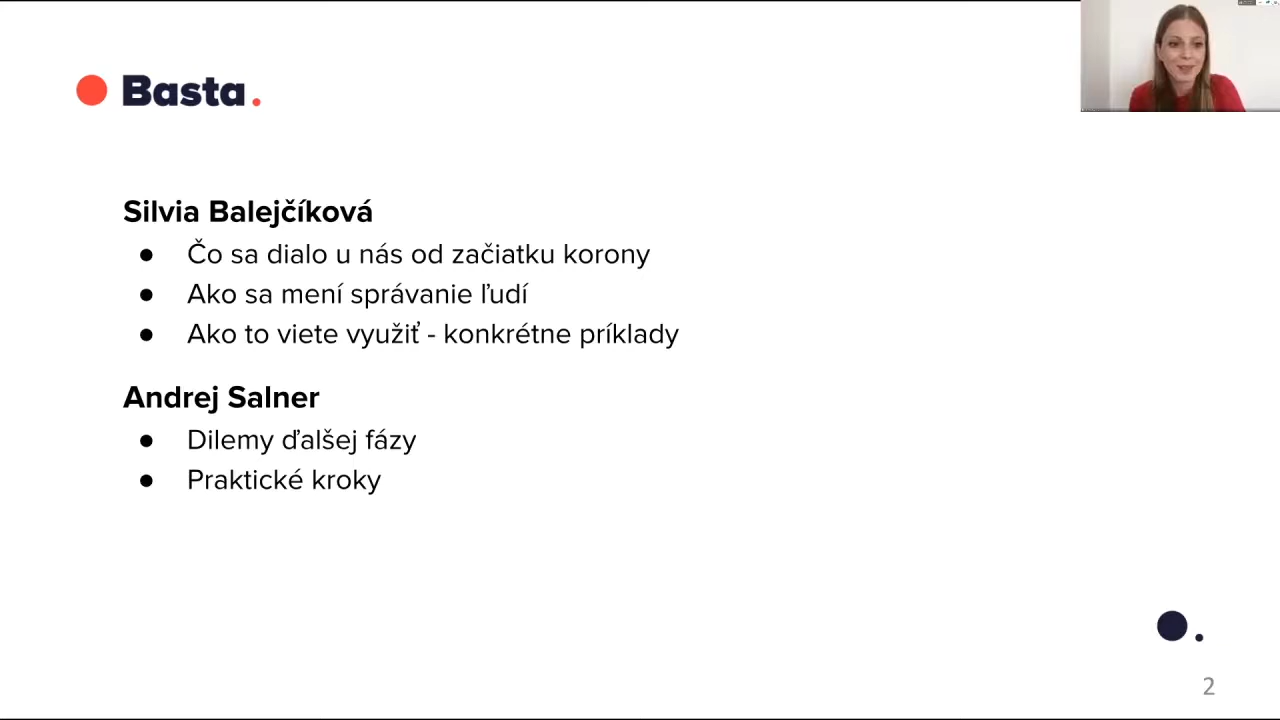 Basta.
Silvia Balejčíková
● Čo sa dialo u nás od začiatku korony
● Ako sa mení správanie ľudí
● Ako to viete využiť - konkrétne príklady
Andrej Salner
● Dilemy ďalšej fázy
● Praktické kroky
2